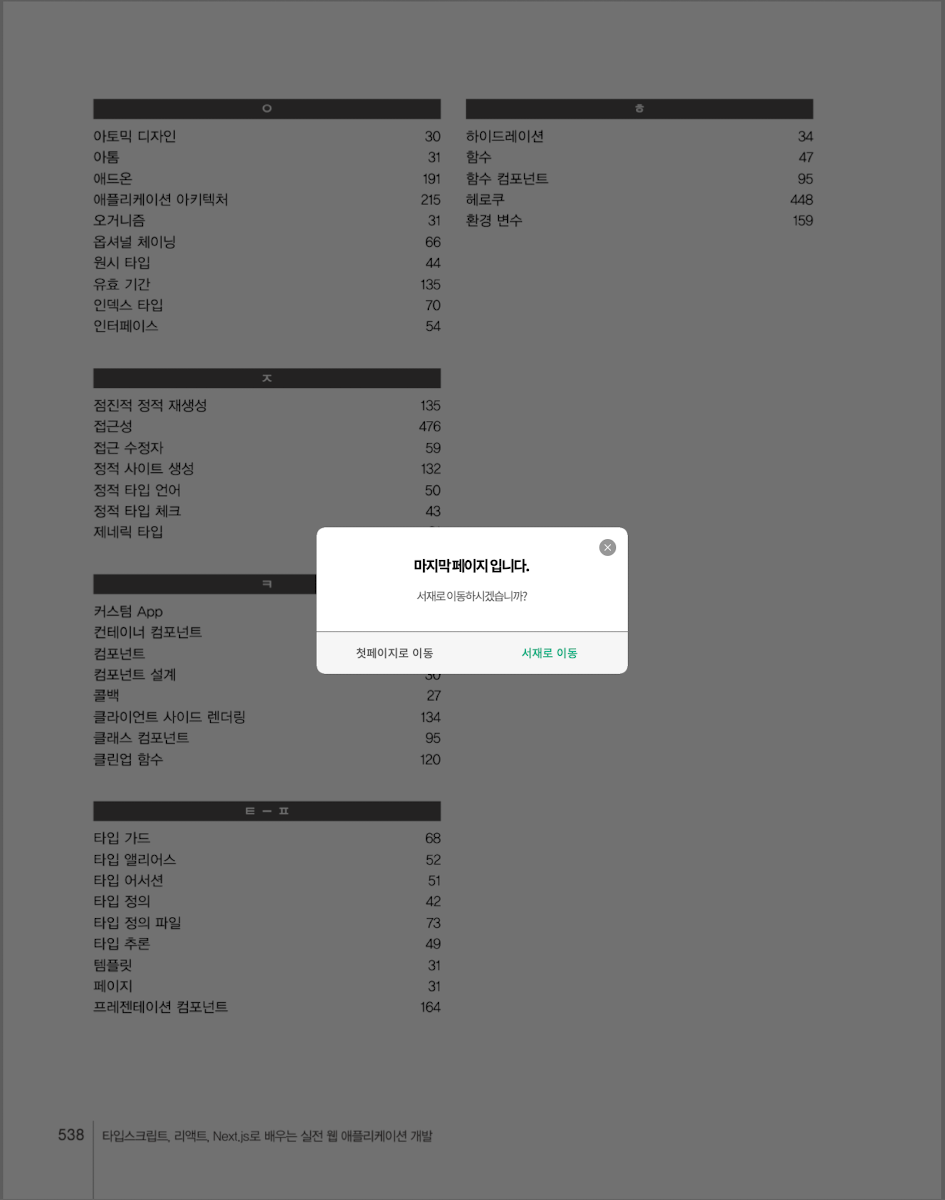 ㅇ
아토믹 디자인 30
아톰 31
애드온 191
애플리케이션 아키텍처 215
오거니즘 31
옵셔널 체이닝 66
원시 타입 44
유효 기간 135
인덱스 타입 70
인터페이스 54
ㅈ
점진적 정적 재생성 135
접근성 476
접근 수정자 59
정적 사이트 생성 132
정적 타입 언어 50
정적 타입 체크 43
제네릭 타입
ㅋ
커스텀 App
컨테이너 컴포넌트
컴포넌트
컴포넌트 설계 30
콜백 27
클라이언트 사이드 렌더링 134
클래스 컴포넌트 95
클린업 함수 120
ㅌ – ㅍ
타입 가드 68
타입 앨리어스 52
타입 어서션 51
타입 정의 42
타입 정의 파일 73
타입 추론 49
템플릿 31
페이지 31
프레젠테이션 컴포넌트 164
ㅎ
하이드레이션 34
함수 47
함수 컴포넌트 95
헤로쿠 448
환경 변수 159
마지막 페이지 입니다.
서재로 이동하시겠습니까?
첫페이지로 이동
서재로 이동
538 타입스크립트, 리액트, Next.js로 배우는 실전 웹 애플리케이션 개발